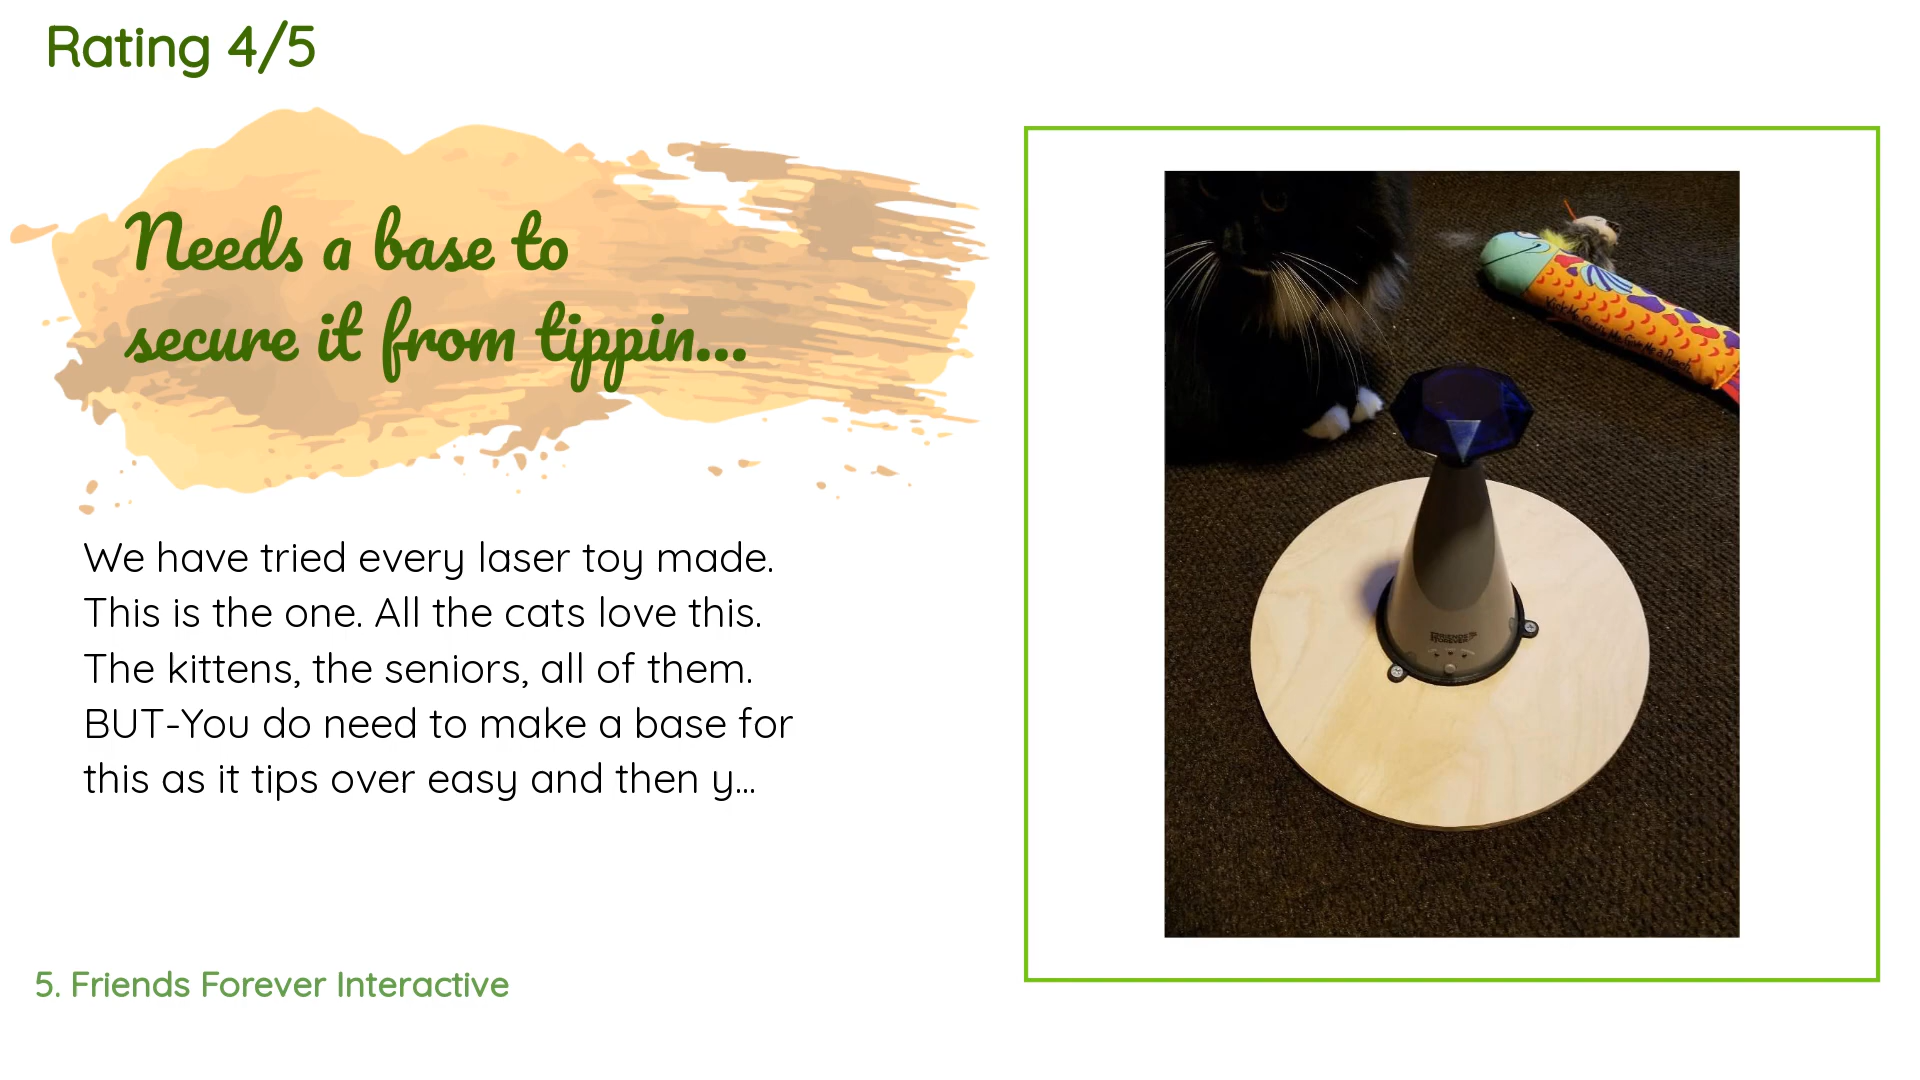 Rating 4/5
Needs a base to
secure it from tippin...
We have tried every laser toy made.
This is the one. All the cats love this.
The kittens, the seniors, all of them.
BUT-You do need to make a base for
this as it tips over easy and then y...
5. Friends Forever Interactive
FRIENDS
FOREVER